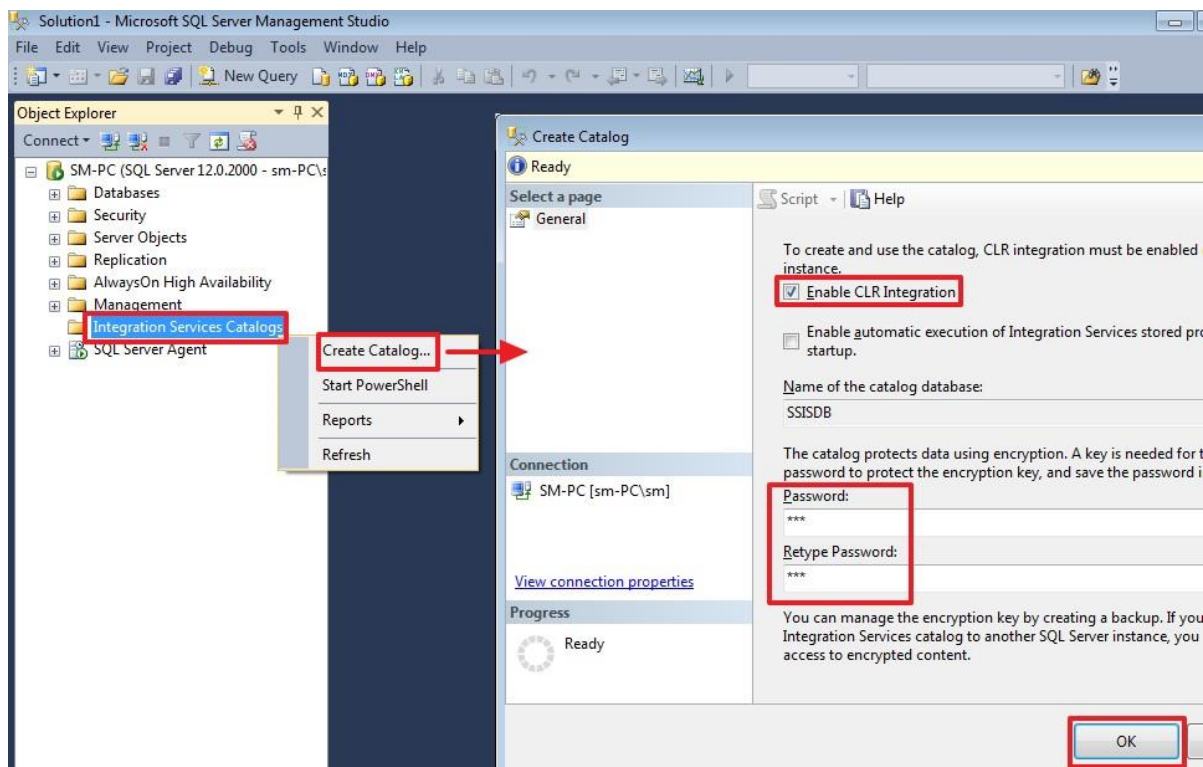 Solution1 - Microsoft SQL Server Management Studio
File Edit View Project Debug Tools Window Help
New Query
Object Explorer
Connect
SM-PC (SQL Server 12.0.2000 - sm-PC\s
Databases
Security
Server Objects
Replication
AlwaysOn High Availability
Management
Integration Services Catalogs
SQL Server Agent
Create Catalog...
Start PowerShell
Reports
Refresh
Create Catalog
Ready
Select a page
General
Connection
SM-PC [sm-PC\sm]
View connection properties
Progress
Ready
Script Help
To create and use the catalog, CLR integration must be enabled
instance.
Enable CLR Integration
Enable automatic execution of Integration Services stored pro
startup.
Name of the catalog database:
SSISDB
The catalog protects data using encryption. A key is needed for t
password to protect the encryption key, and save the password i
Password:
***
Retype Password:
***
You can manage the encryption key by creating a backup. If you
Integration Services catalog to another SQL Server instance, you
access to encrypted content.
OK